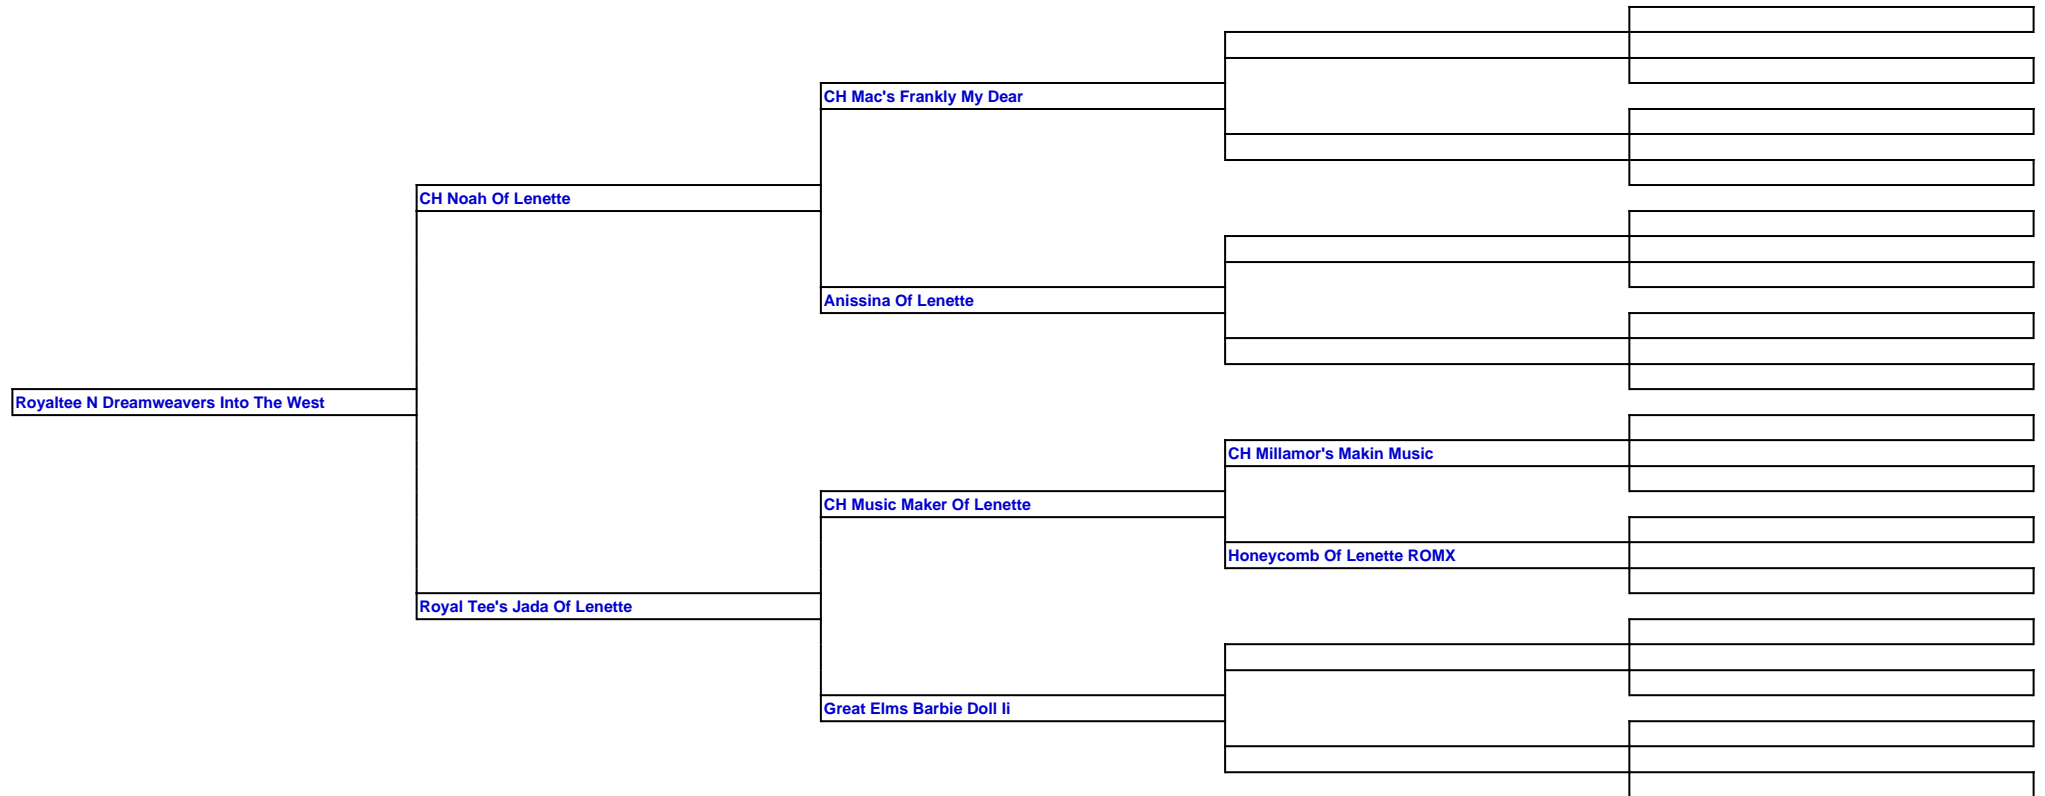 CH Mac's Frankly My Dear
CH Noah Of Lenette
Anissina Of Lenette
Royaltee N Dreamweavers Into The West
CH Millamor's Makin Music
CH Music Maker Of Lenette
Honeycomb Of Lenette ROMX
Royal Tee's Jada Of Lenette
Great Elms Barbie Doll Ii